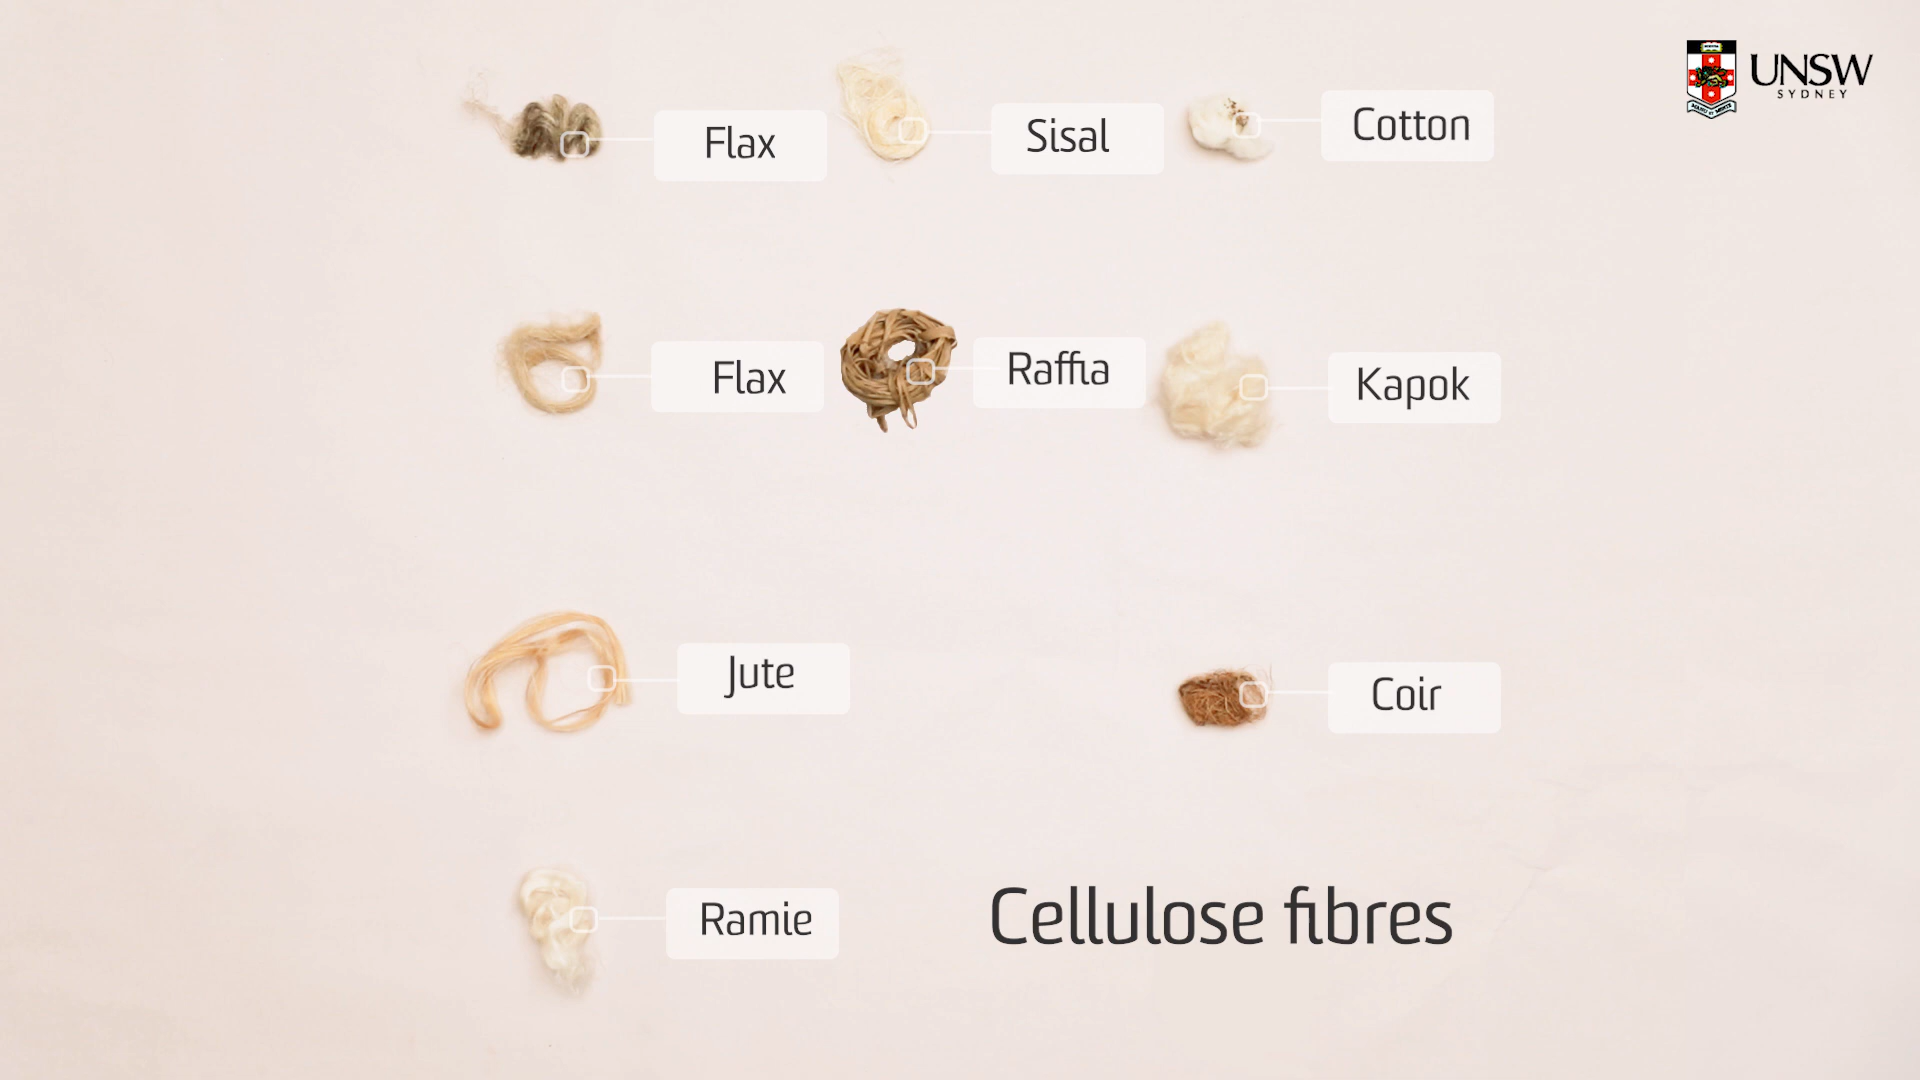 Flax
Sisal
Cotton
UNSW
SYDNEY
Flax
Raffia
Kapok
Jute
Coir
Ramie
Cellulose fibres